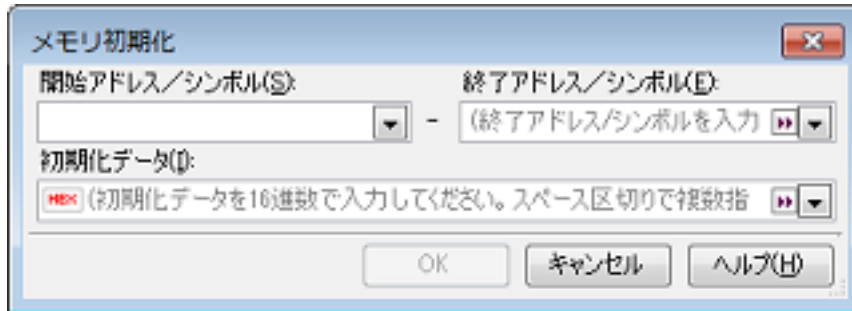 メモリ初期化
開始アドレス／シンボル(S): 終了アドレス／シンボル(E):
- (終了アドレス/シンボルを入力
初期化データ(I):
HEX (初期化データを16進数で入力してください。スペース区切りで複数指
OK キャンセル ヘルプ(H)